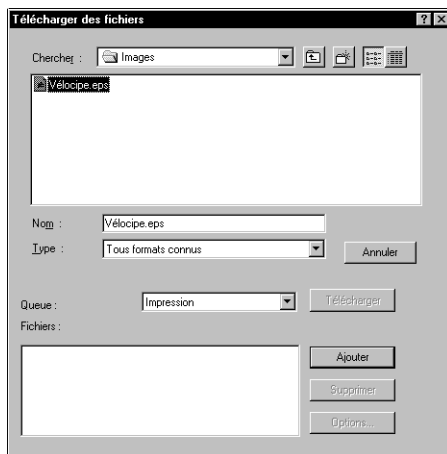 Télécharger des fichiers
Chercher : Images
Vélocipe.eps
Nom : Vélocipe.eps
Type : Tous formats connus
Annuler
Queue : Impression
Télécharger
Fichiers :
Ajouter
Supprimer
Options...